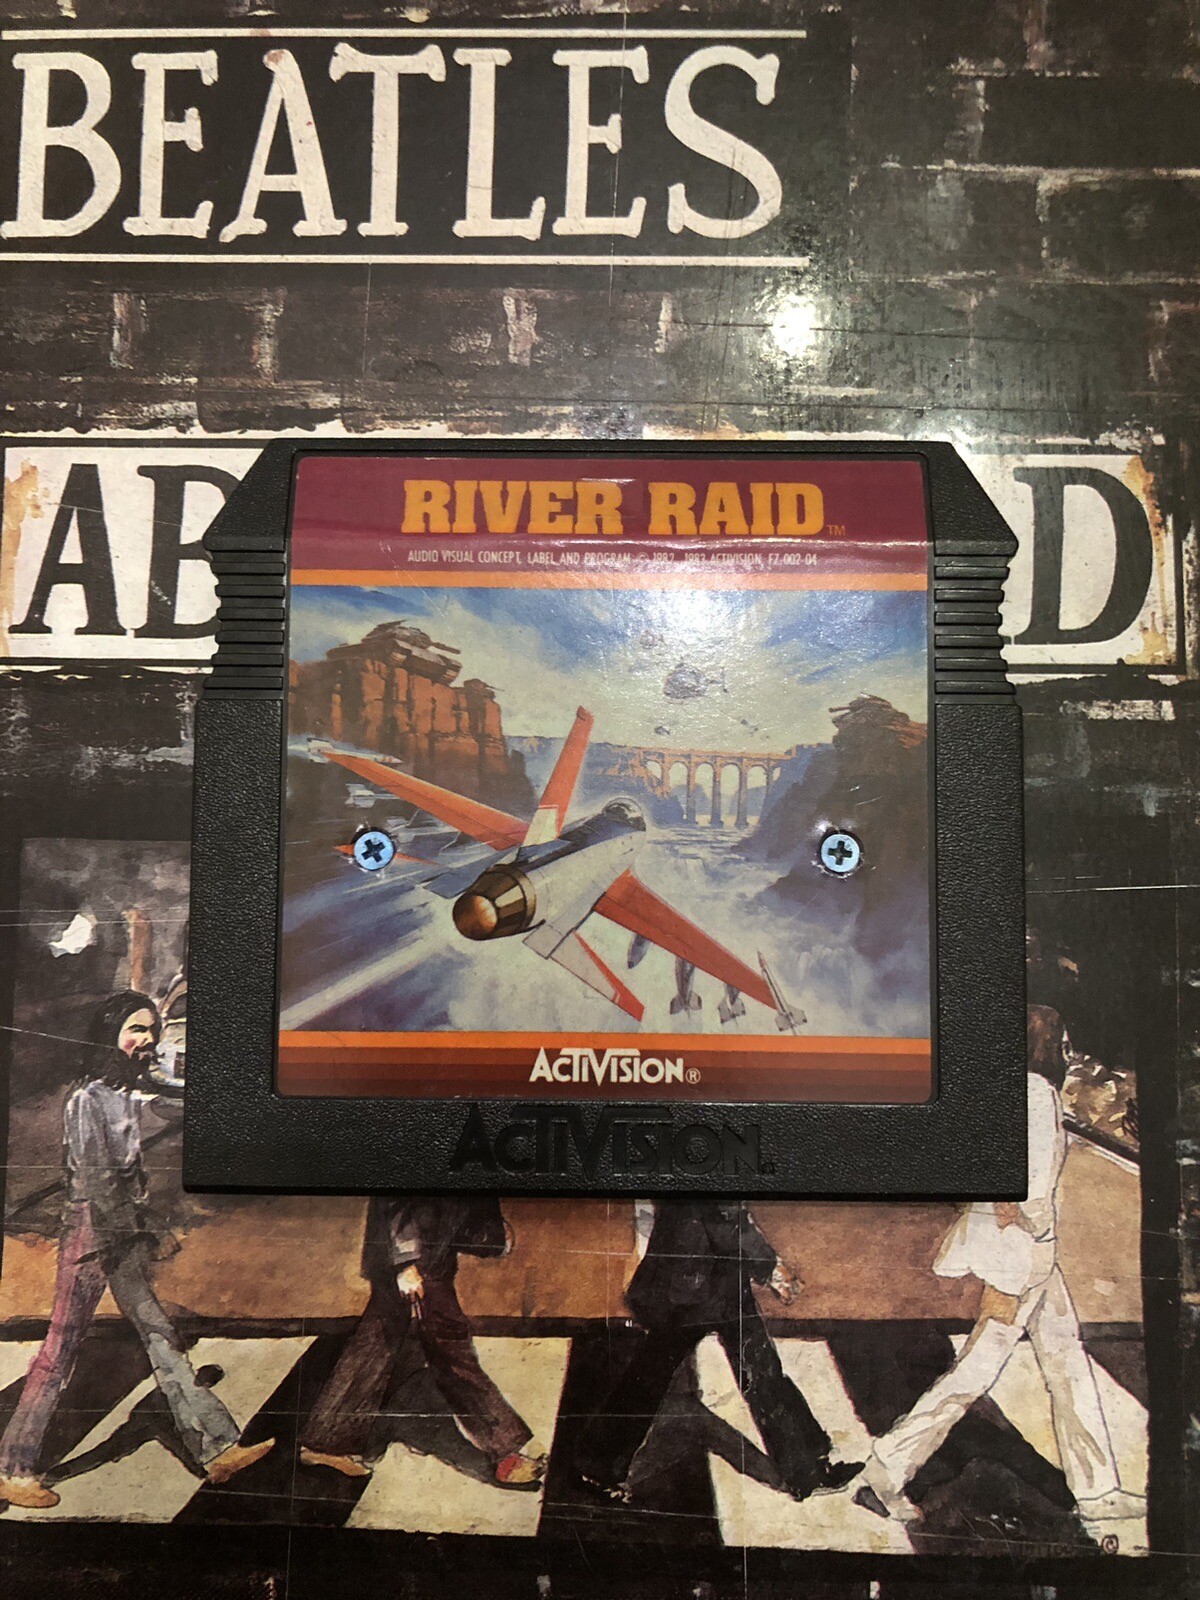 BEATLES
AB D
RIVER RAID™
AUDIO VISUAL CONCEPT, LABEL AND PROGRAM © 1982, 1983 ACTIVISION FZ-002-04
ACTIVISION®
ACTIVISION®
©